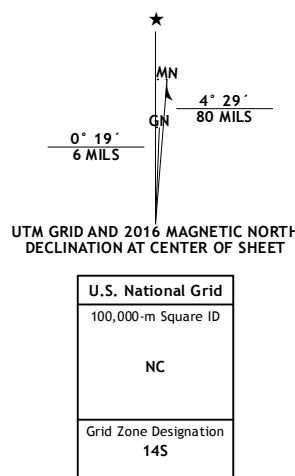 ★
MN
4° 29´
80 MILS
GN
0° 19´
6 MILS
UTM GRID AND 2016 MAGNETIC NORTH
DECLINATION AT CENTER OF SHEET
U.S. National Grid
100,000-m Square ID
NC
Grid Zone Designation
14S